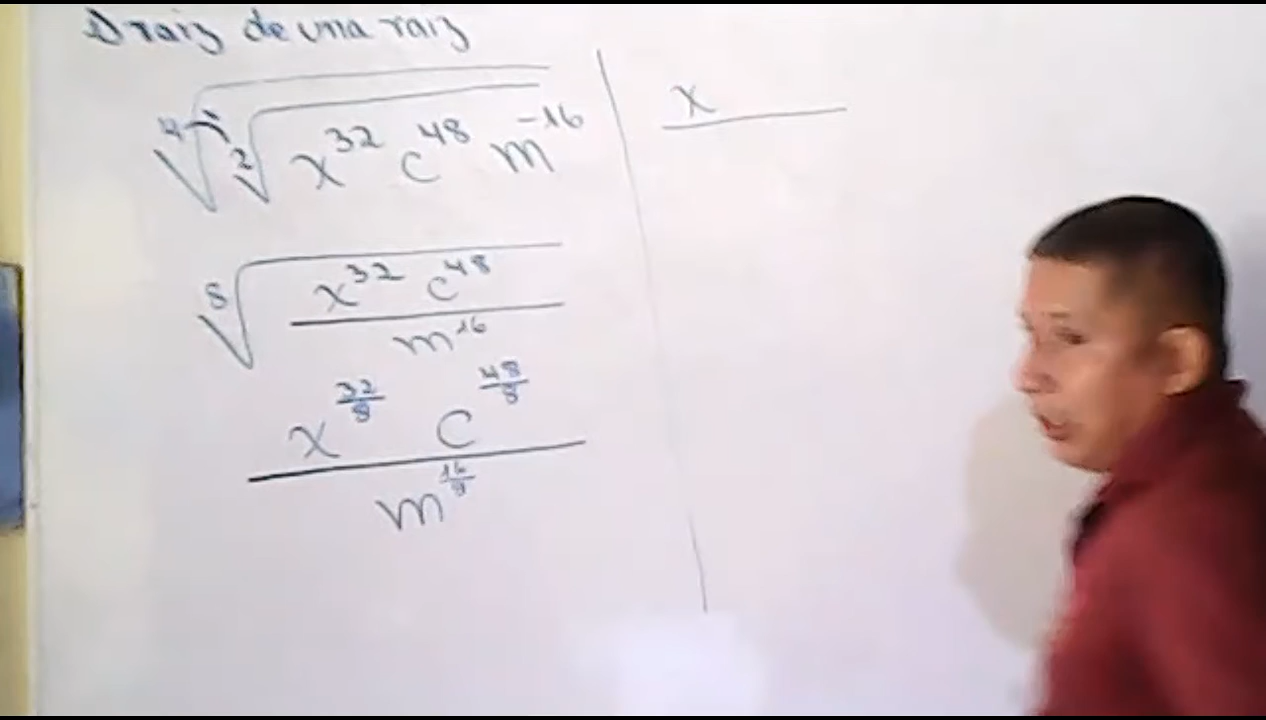 raiz de una raiz
⁴√ ²√ x³² c⁴⁸ m⁻¹⁶
x
⁸√ x³² c⁴⁸
m¹⁶
x^(32/8) c^(48/8)
m^(16/8)